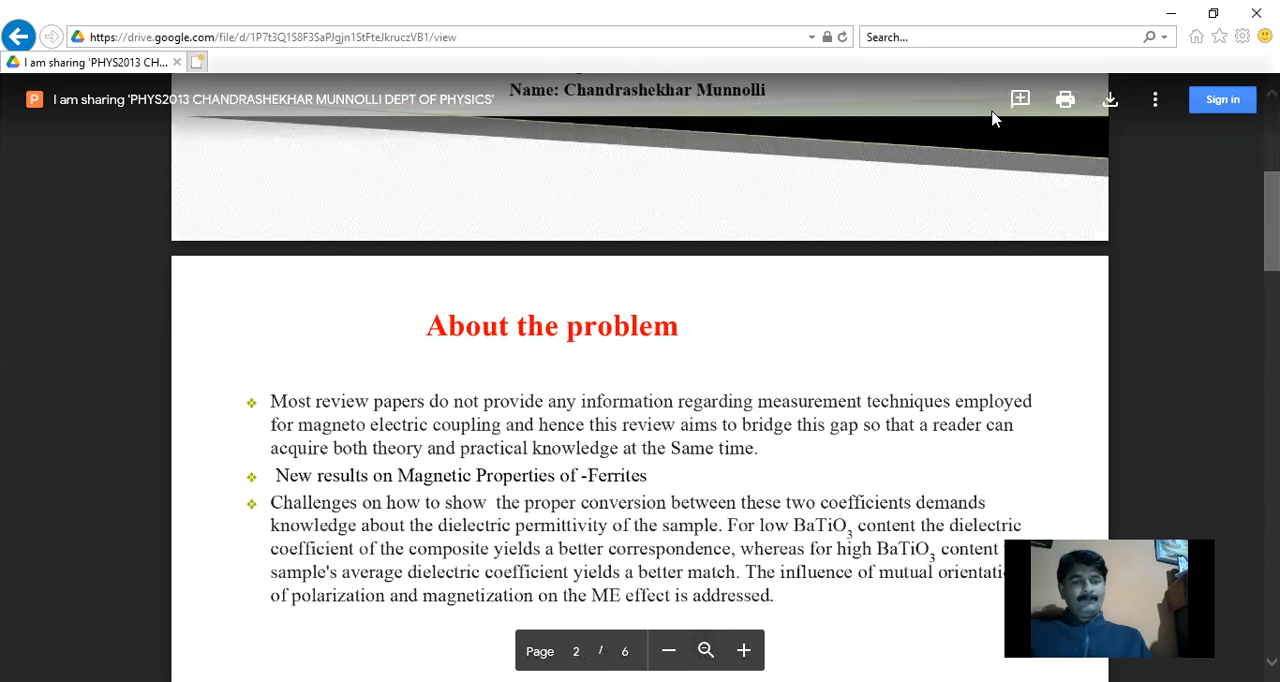 https://drive.google.com/file/d/1P7t3Q1S8F3SaPJgjn1StFteJkruczVB1/view
Search...
I am sharing 'PHYS2013 CH...
I am sharing 'PHYS2013 CHANDRASHEKHAR MUNNOLLI DEPT OF PHYSICS'
Sign in
Name: Chandrashekhar Munnolli
About the problem
Most review papers do not provide any information regarding measurement techniques employed
for magneto electric coupling and hence this review aims to bridge this gap so that a reader can
acquire both theory and practical knowledge at the Same time.
New results on Magnetic Properties of -Ferrites
Challenges on how to show the proper conversion between these two coefficients demands
knowledge about the dielectric permittivity of the sample. For low BaTiO3 content the dielectric
coefficient of the composite yields a better correspondence, whereas for high BaTiO3 content
sample's average dielectric coefficient yields a better match. The influence of mutual
of polarization and magnetization on the ME effect is addressed.
Page 2 / 6